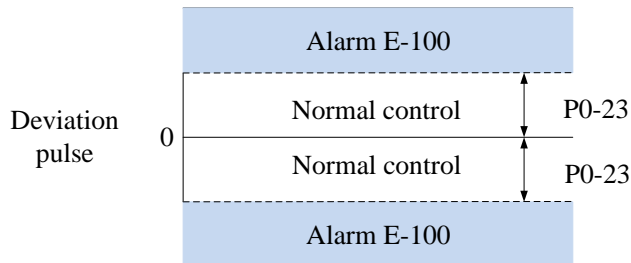 Alarm E-100
Normal control
P0-23
Deviation
pulse
0
Normal control
P0-23
Alarm E-100